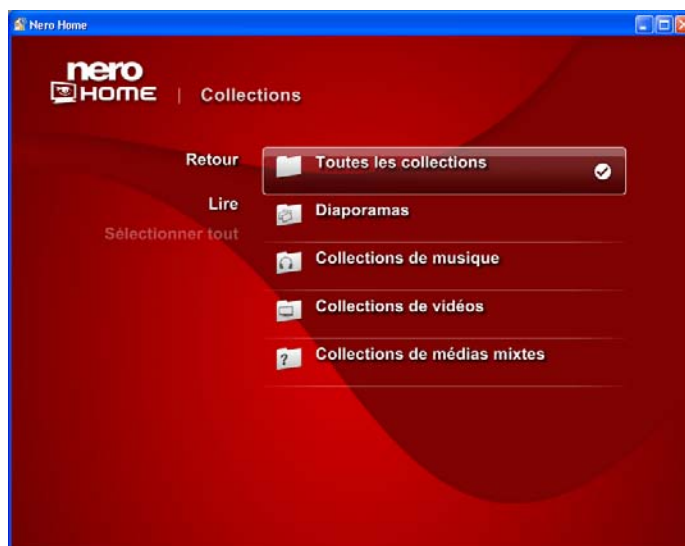 Nero Home
nero
HOME | Collections
Retour
Toutes les collections
Lire
Diaporamas
Sélectionner tout
Collections de musique
Collections de vidéos
? Collections de médias mixtes